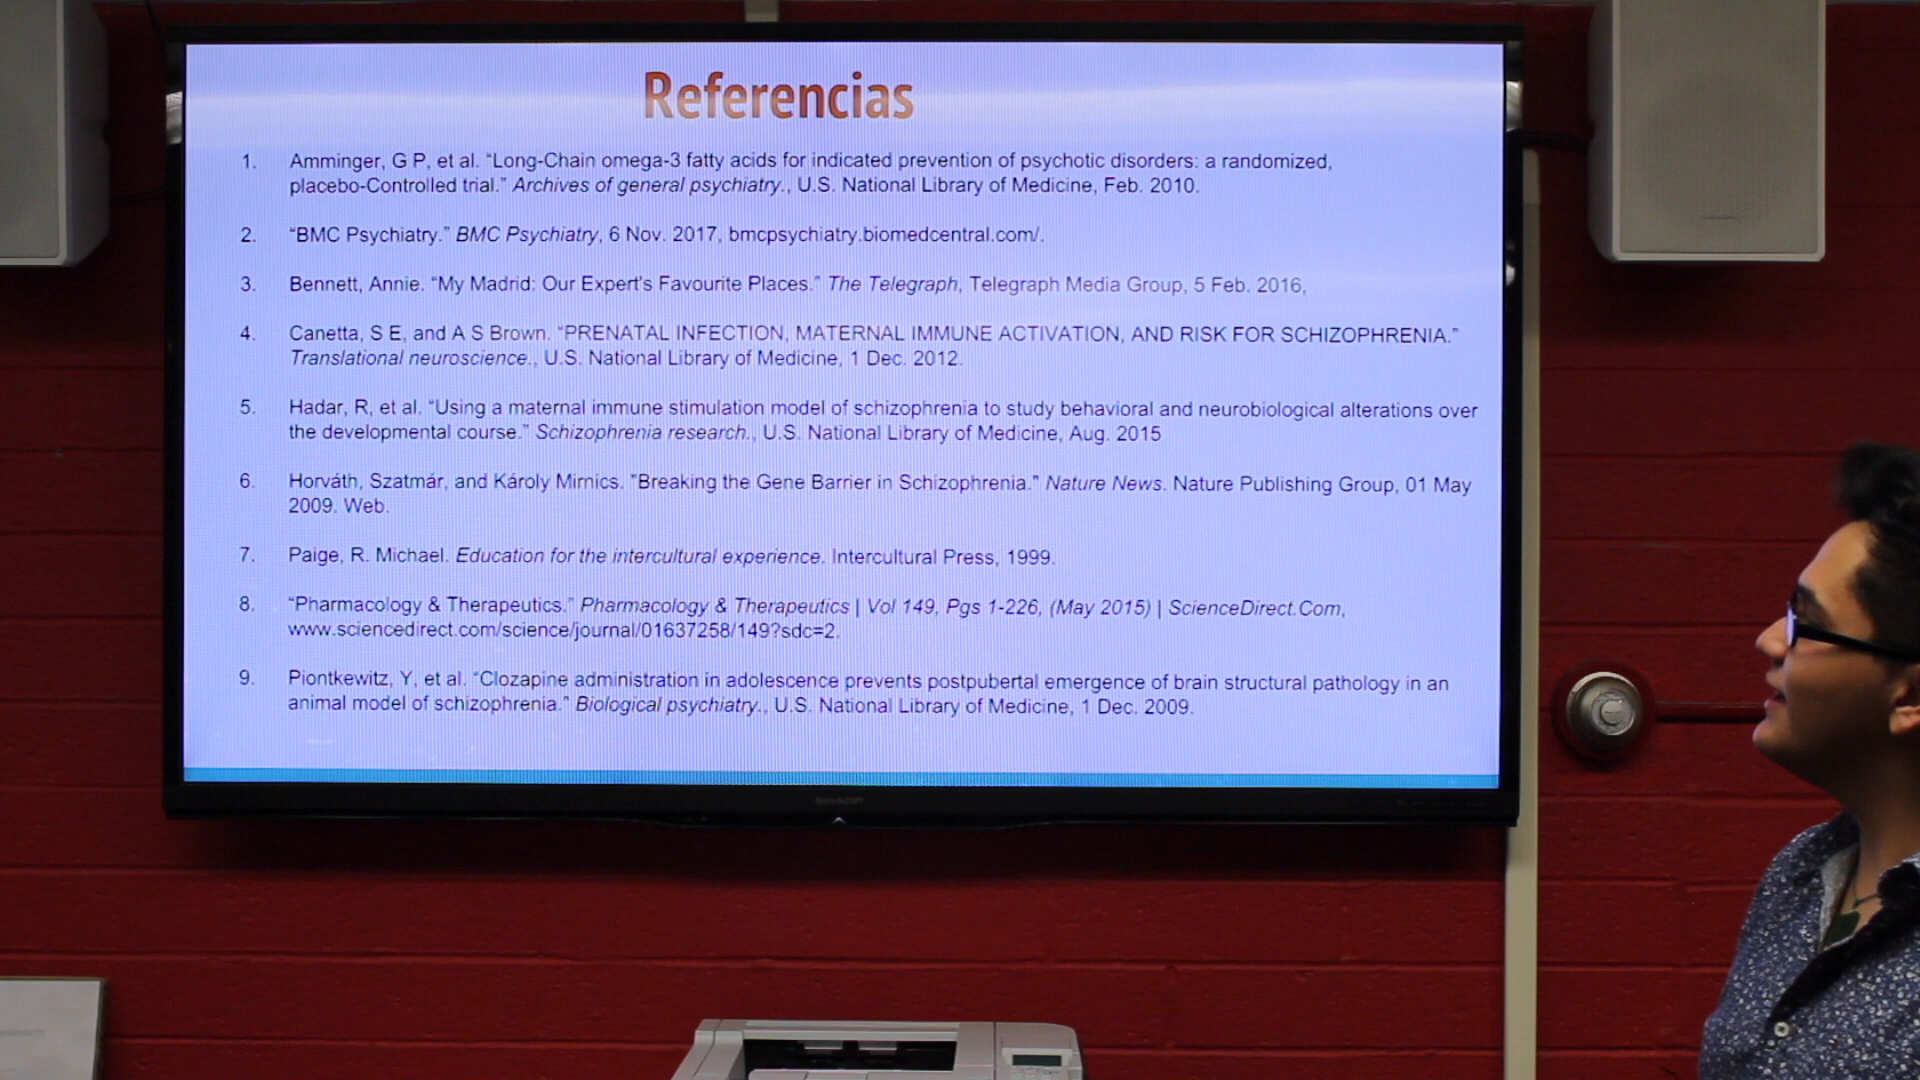 Referencias
1. Amminger, G P, et al. “Long-Chain omega-3 fatty acids for indicated prevention of psychotic disorders: a randomized,
placebo-Controlled trial.” Archives of general psychiatry., U.S. National Library of Medicine, Feb. 2010.
2. “BMC Psychiatry.” BMC Psychiatry, 6 Nov. 2017, bmcpsychiatry.biomedcentral.com/.
3. Bennett, Annie. “My Madrid: Our Expert's Favourite Places.” The Telegraph, Telegraph Media Group, 5 Feb. 2016,
4. Canetta, S E, and A S Brown. “PRENATAL INFECTION, MATERNAL IMMUNE ACTIVATION, AND RISK FOR SCHIZOPHRENIA.”
Translational neuroscience., U.S. National Library of Medicine, 1 Dec. 2012.
5. Hadar, R, et al. “Using a maternal immune stimulation model of schizophrenia to study behavioral and neurobiological alterations over
the developmental course.” Schizophrenia research., U.S. National Library of Medicine, Aug. 2015
6. Horváth, Szatmár, and Károly Mirnics. "Breaking the Gene Barrier in Schizophrenia." Nature News. Nature Publishing Group, 01 May
2009. Web.
7. Paige, R. Michael. Education for the intercultural experience. Intercultural Press, 1999.
8. “Pharmacology & Therapeutics.” Pharmacology & Therapeutics | Vol 149, Pgs 1-226, (May 2015) | ScienceDirect.Com,
www.sciencedirect.com/science/journal/01637258/149?sdc=2.
9. Piontkewitz, Y, et al. “Clozapine administration in adolescence prevents postpubertal emergence of brain structural pathology in an
animal model of schizophrenia.” Biological psychiatry., U.S. National Library of Medicine, 1 Dec. 2009.
SHARP